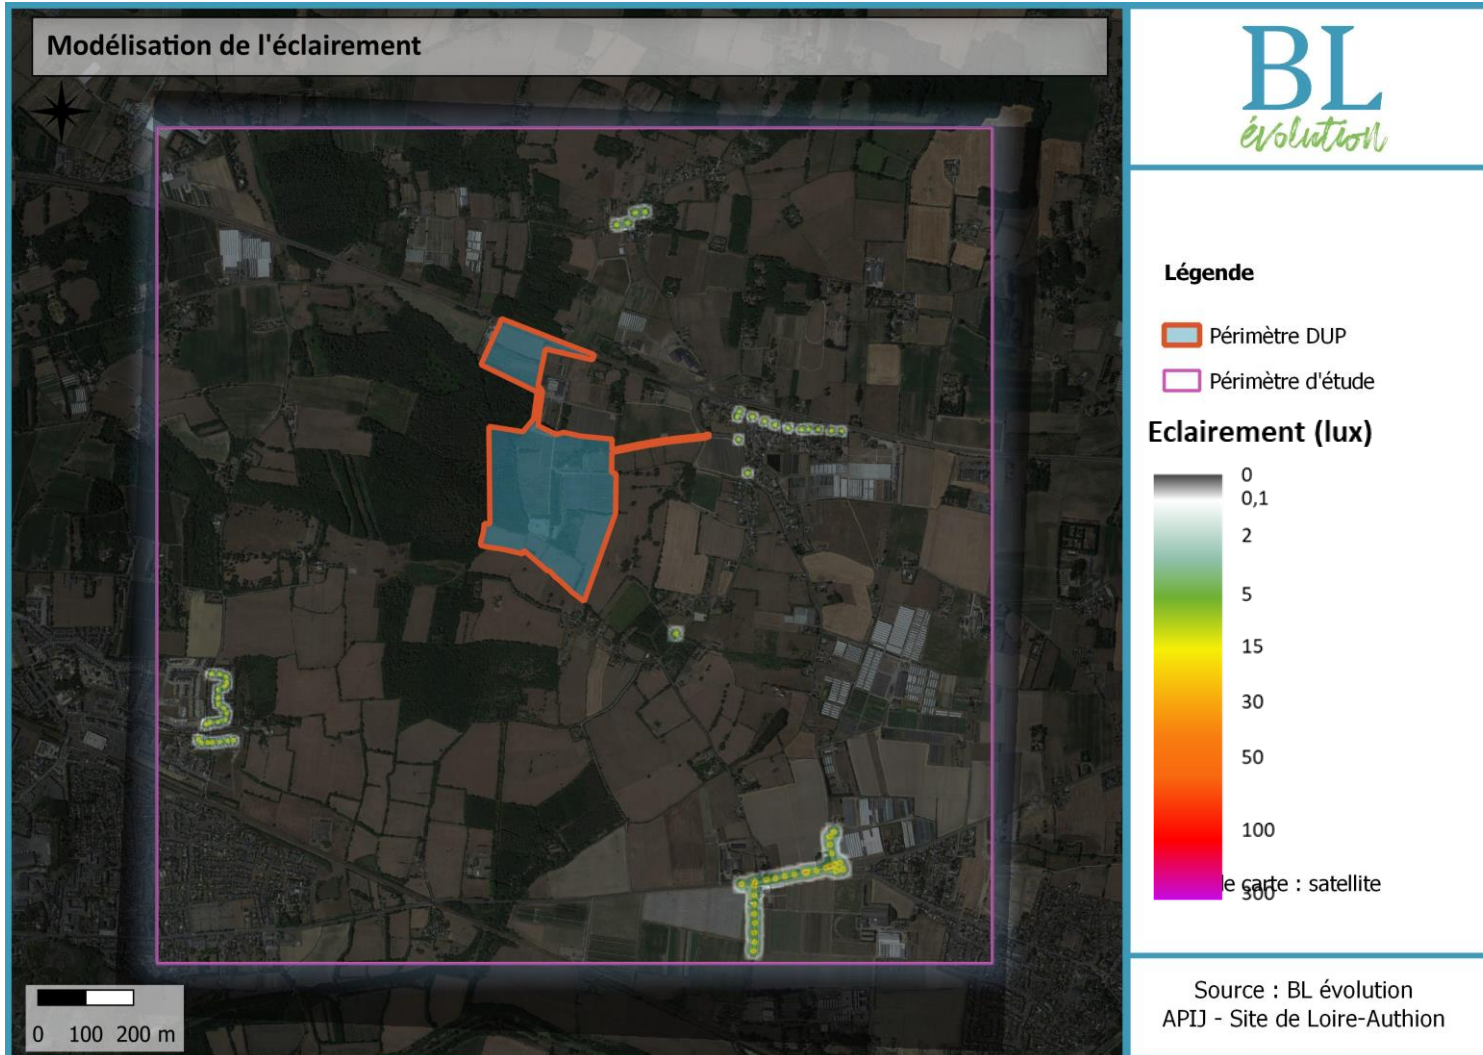 Modélisation de l'éclairement
BL
évolution
Légende
Périmètre DUP
Périmètre d'étude
Eclairement (lux)
0
0,1
2
5
15
30
50
100
300
le carte : satellite
0 100 200 m
Source : BL évolution
APIJ - Site de Loire-Authion